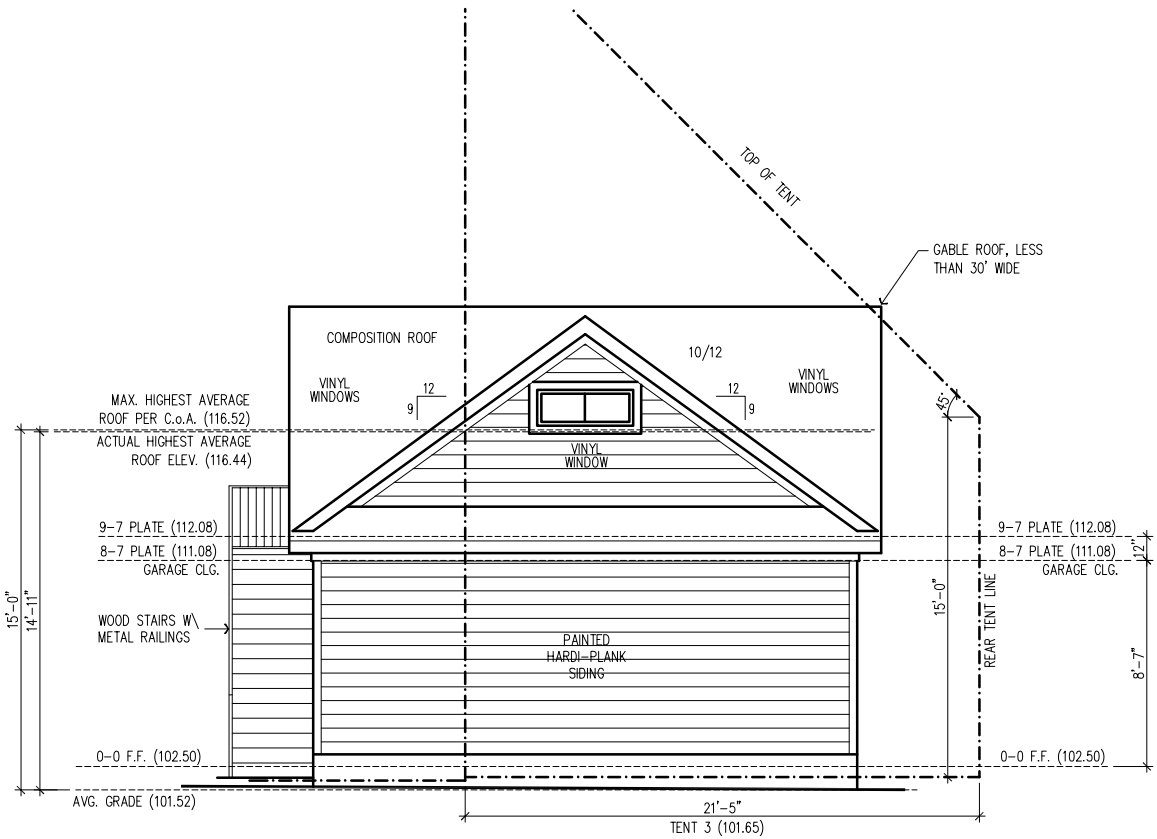 TOP OF TENT
GABLE ROOF, LESS
THAN 30' WIDE
COMPOSITION ROOF
10/12
VINYL
WINDOWS
VINYL
WINDOWS
12
9
12
9
45°
MAX. HIGHEST AVERAGE
ROOF PER C.o.A. (116.52)
ACTUAL HIGHEST AVERAGE
ROOF ELEV. (116.44)
VINYL
WINDOW
9-7 PLATE (112.08)
8-7 PLATE (111.08)
GARAGE CLG.
9-7 PLATE (112.08)
8-7 PLATE (111.08)
GARAGE CLG.
12"
15'-0"
14'-11"
WOOD STAIRS W\
METAL RAILINGS
PAINTED
HARDI-PLANK
SIDING
15'-0"
REAR TENT LINE
8'-7"
0-0 F.F. (102.50)
0-0 F.F. (102.50)
AVG. GRADE (101.52)
21'-5"
TENT 3 (101.65)